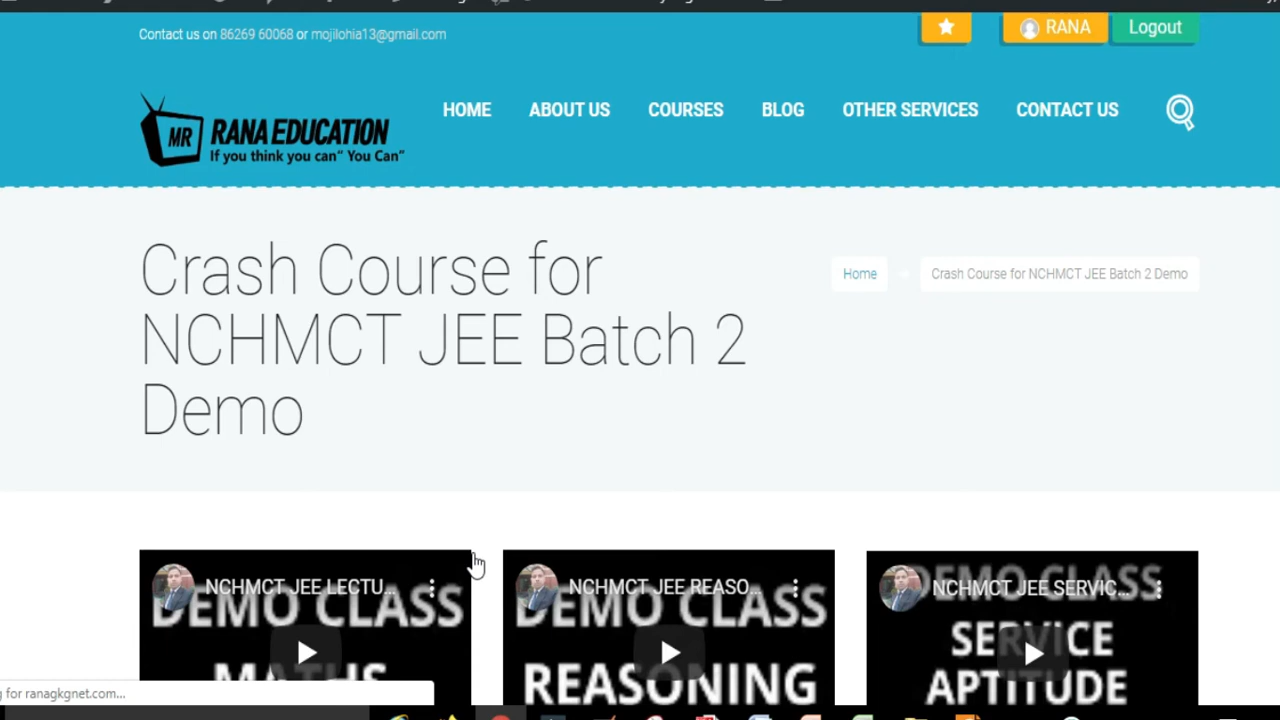 Contact us on 86269 60068 or mojilohia13@gmail.com
RANA
Logout
MR
RANA EDUCATION
If you think you can“ You Can”
HOME
ABOUT US
COURSES
BLOG
OTHER SERVICES
CONTACT US
Crash Course for
NCHMCT JEE Batch 2
Demo
Home
Crash Course for NCHMCT JEE Batch 2 Demo
NCHMCT JEE LECTU...
DEMO CLASS
MATHS
NCHMCT JEE REASO...
DEMO CLASS
REASONING
NCHMCT JEE SERVIC...
DEMO CLASS
SERVICE
APTITUDE
g for ranagkgnet.com...